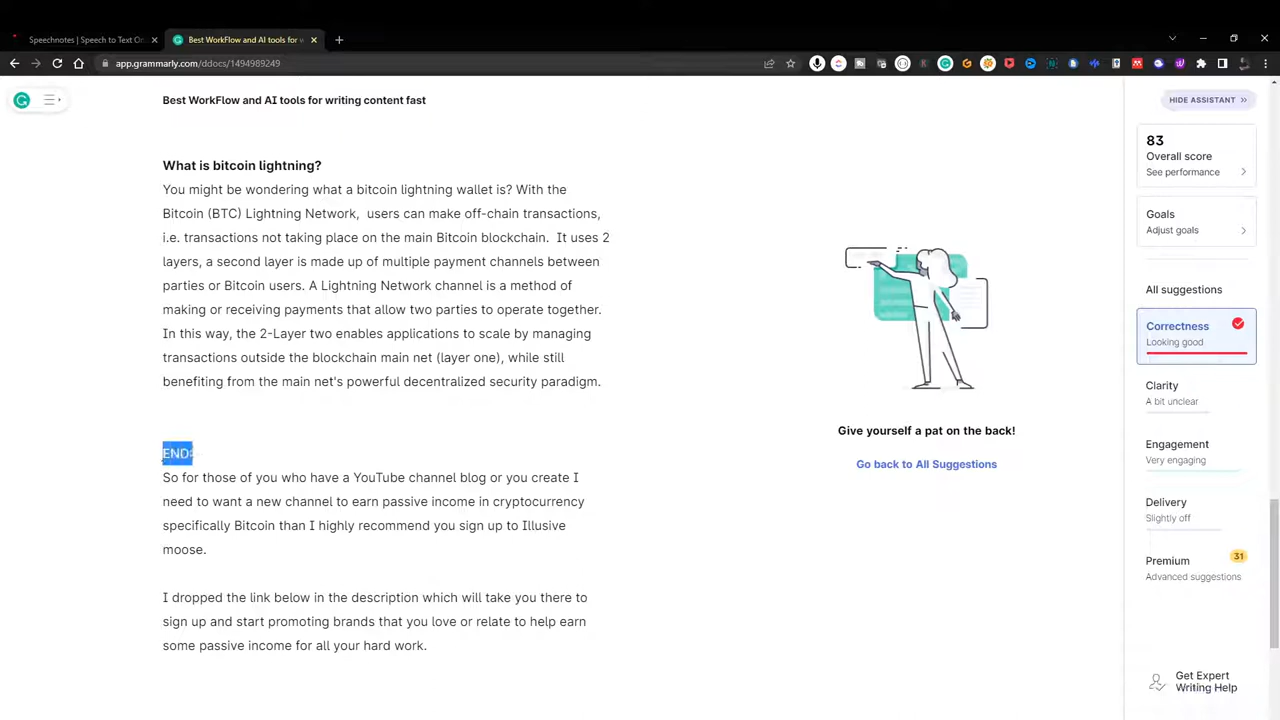 Speechnotes | Speech to Text On
Best WorkFlow and AI tools for w
app.grammarly.com/ddocs/1494989249
Best WorkFlow and AI tools for writing content fast
HIDE ASSISTANT
What is bitcoin lightning?
You might be wondering what a bitcoin lightning wallet is? With the
Bitcoin (BTC) Lightning Network,  users can make off-chain transactions,
i.e. transactions not taking place on the main Bitcoin blockchain.  It uses 2
layers, a second layer is made up of multiple payment channels between
parties or Bitcoin users. A Lightning Network channel is a method of
making or receiving payments that allow two parties to operate together.
In this way, the 2-Layer two enables applications to scale by managing
transactions outside the blockchain main net (layer one), while still
benefiting from the main net's powerful decentralized security paradigm.
END:
So for those of you who have a YouTube channel blog or you create I
need to want a new channel to earn passive income in cryptocurrency
specifically Bitcoin than I highly recommend you sign up to Illusive
moose.
I dropped the link below in the description which will take you there to
sign up and start promoting brands that you love or relate to help earn
some passive income for all your hard work.
Give yourself a pat on the back!
Go back to All Suggestions
83
Overall score
See performance
Goals
Adjust goals
All suggestions
Correctness
Looking good
Clarity
A bit unclear
Engagement
Very engaging
Delivery
Slightly off
Premium
31
Advanced suggestions
Get Expert
Writing Help